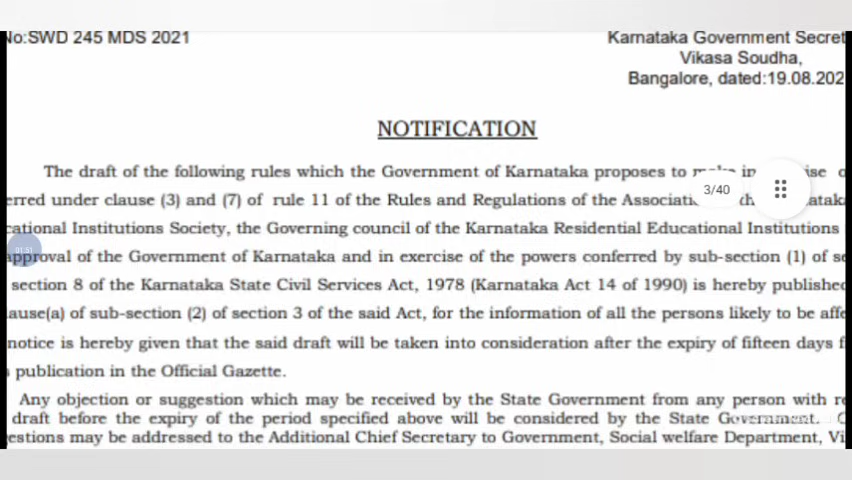 No:SWD 245 MDS 2021
Karnataka Government Secret
Vikasa Soudha,
Bangalore, dated:19.08.202
NOTIFICATION
The draft of the following rules which the Government of Karnataka proposes to make in
erred under clause (3) and (7) of rule 11 of the Rules and Regulations of the
3/40
cational Institutions Society, the Governing council of the Karnataka Residential Educational Institutions
01:51
approval of the Government of Karnataka and in exercise of the powers conferred by sub-section (1) of se
section 8 of the Karnataka State Civil Services Act, 1978 (Karnataka Act 14 of 1990) is hereby published
lause(a) of sub-section (2) of section 3 of the said Act, for the information of all the persons likely to be affe
notice is hereby given that the said draft will be taken into consideration after the expiry of fifteen days f
publication in the Official Gazette.
Any objection or suggestion which may be received by the State Government from any person with re
draft before the expiry of the period specified above will be considered by the State Government.
estions may be addressed to the Additional Chief Secretary to Government, Social welfare Department, Vi